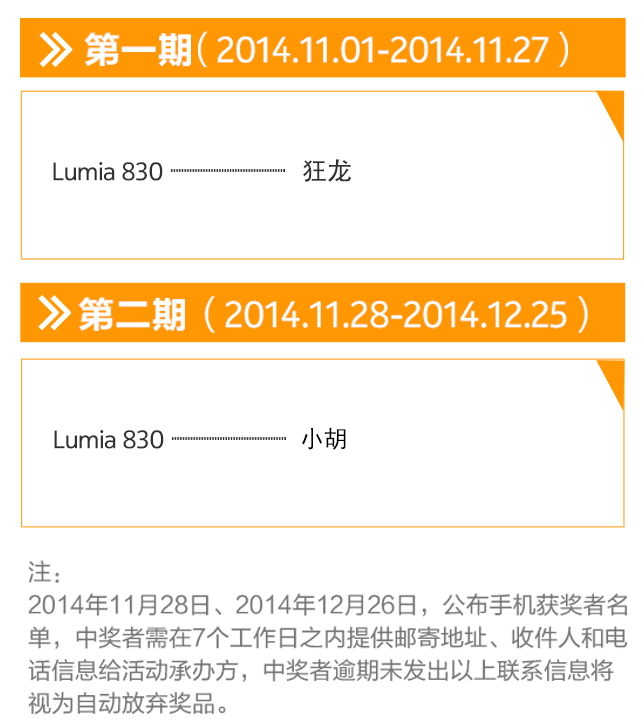 第一期( 2014.11.01-2014.11.27 )
Lumia 830 狂龙
第二期 ( 2014.11.28-2014.12.25 )
Lumia 830 小胡
注：
2014年11月28日、2014年12月26日，公布手机获奖者名
单，中奖者需在7个工作日之内提供邮寄地址、收件人和电
话信息给活动承办方，中奖者逾期未发出以上联系信息将
视为自动放弃奖品。